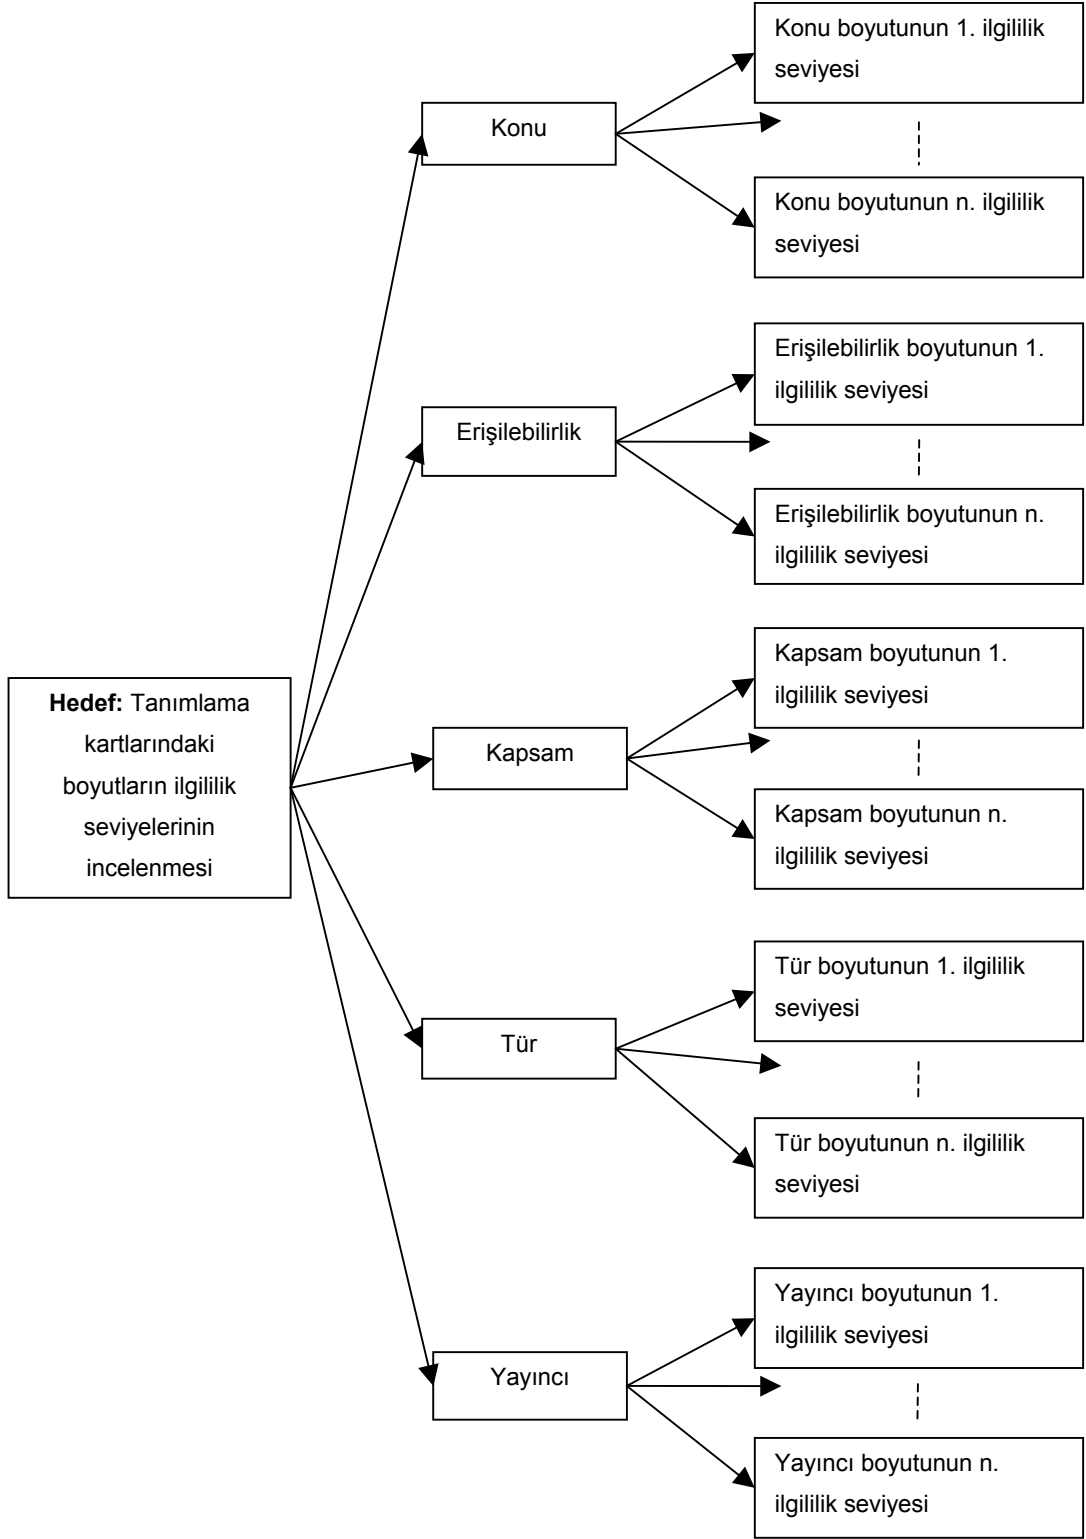 Konu boyutunun 1. ilgililik
seviyesi
Konu
Konu boyutunun n. ilgililik
seviyesi
Erişilebilirlik boyutunun 1.
ilgililik seviyesi
Erişilebilirlik
Erişilebilirlik boyutunun n.
ilgililik seviyesi
Kapsam boyutunun 1.
ilgililik seviyesi
Hedef: Tanımlama
kartlarındaki
boyutların ilgililik
seviyelerinin
incelenmesi
Kapsam
Kapsam boyutunun n.
ilgililik seviyesi
Tür boyutunun 1. ilgililik
seviyesi
Tür
Tür boyutunun n. ilgililik
seviyesi
Yayıncı boyutunun 1.
ilgililik seviyesi
Yayıncı
Yayıncı boyutunun n.
ilgililik seviyesi